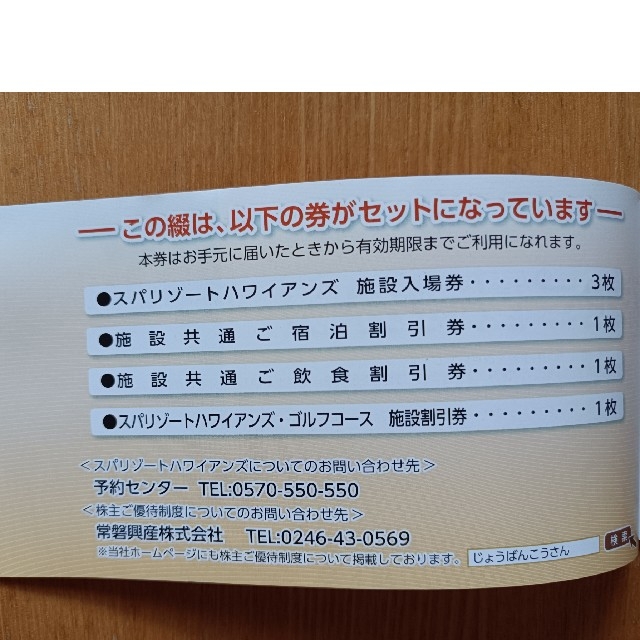 この綴は、以下の券がセットになっています
本券はお手元に届いたときから有効期限までご利用になれます。
●スパリゾートハワイアンズ 施設入場券・・・・・・・・・3枚
●施設共通ご宿泊割引券・・・・・・・・・1枚
●施設共通ご飲食割引券・・・・・・・・・1枚
●スパリゾートハワイアンズ・ゴルフコース 施設割引券・・・・・・・・・1枚
＜スパリゾートハワイアンズについてのお問い合わせ先＞
予約センター TEL:0570-550-550
＜株主ご優待制度についてのお問い合わせ先＞
常磐興産株式会社 TEL:0246-43-0569
※当社ホームページにも株主ご優待制度について掲載しております。 じょうばんこうさん 検索